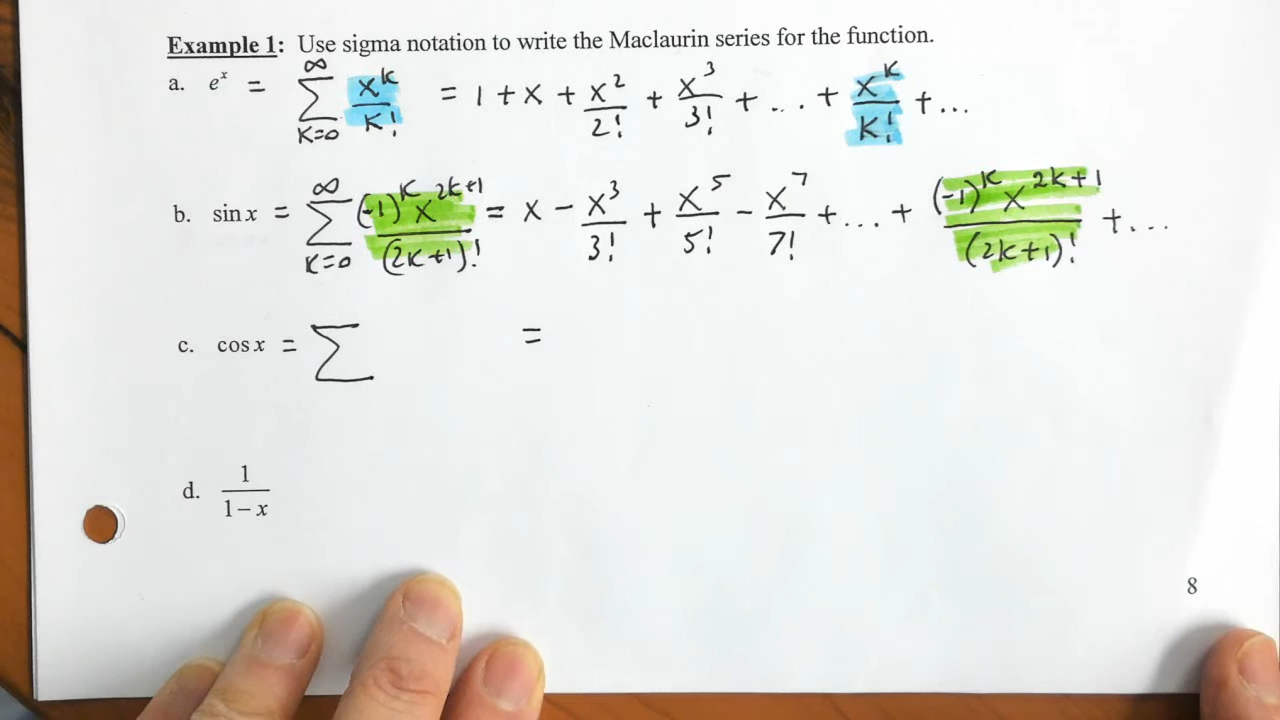 Example 1: Use sigma notation to write the Maclaurin series for the function.
a. e^x = ∑_{K=0}^{∞} x^K/K! = 1 + x + x^2/2! + x^3/3! + ... + x^K/K! + ...
b. sin x = ∑_{K=0}^{∞} (-1)^K x^{2K+1}/(2K+1)! = x - x^3/3! + x^5/5! - x^7/7! + ... + (-1)^K x^{2K+1}/(2K+1)! + ...
c. cos x = ∑ =
d. 1/(1-x)
8